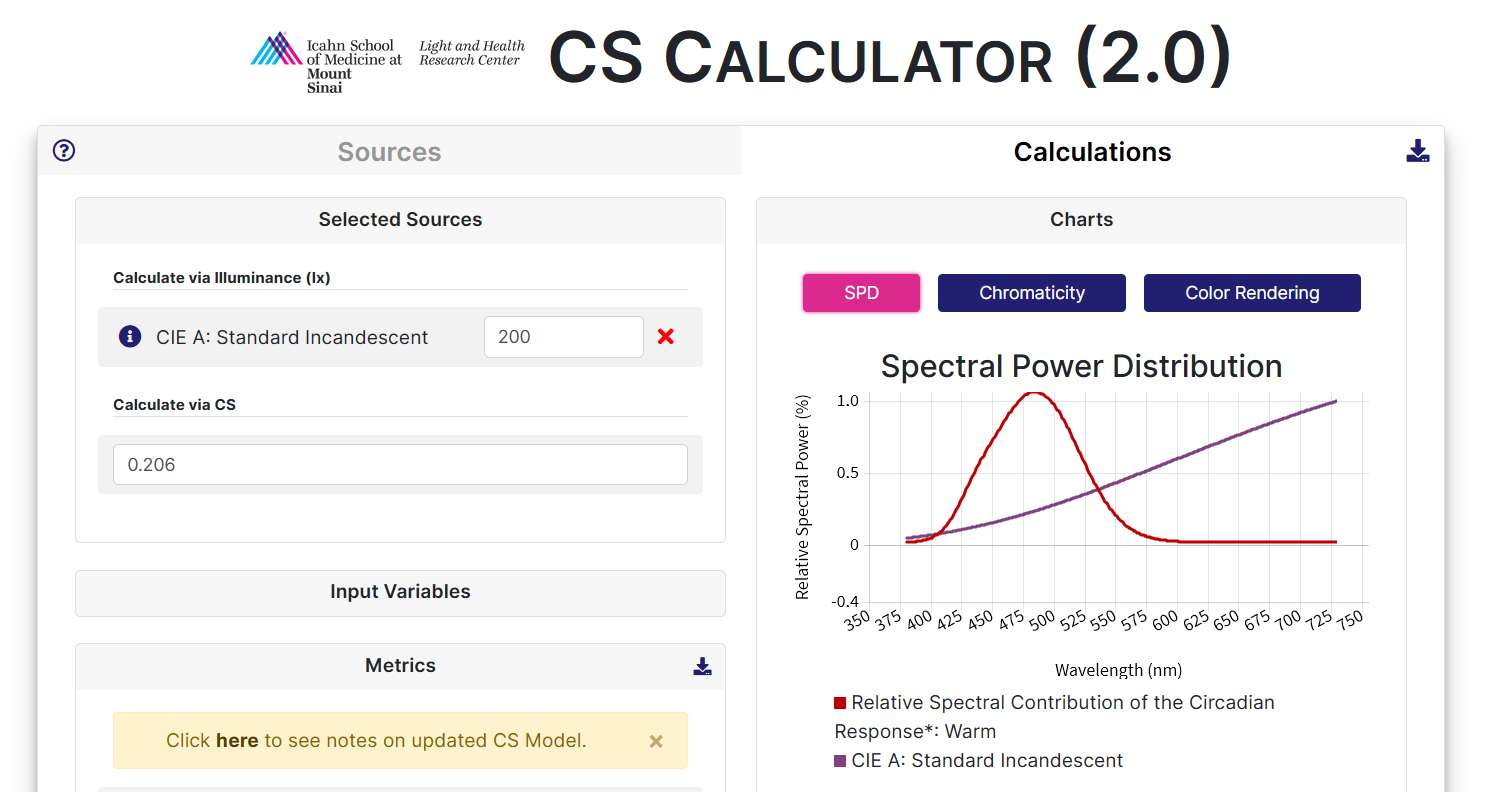 Icahn School
of Medicine at
Mount
Sinai
Light and Health
Research Center
CS CALCULATOR (2.0)
Sources
Selected Sources
Calculate via Illuminance (lx)
CIE A: Standard Incandescent
200
Calculate via CS
0.206
Input Variables
Metrics
Click here to see notes on updated CS Model.
Calculations
Charts
SPD
Chromaticity
Color Rendering
Spectral Power Distribution
Relative Spectral Power (%)
1.0
0.5
0
-0.4
350 375 400 425 450 475 500 525 550 575 600 625 650 675 700 725 750
Wavelength (nm)
Relative Spectral Contribution of the Circadian
Response*: Warm
CIE A: Standard Incandescent